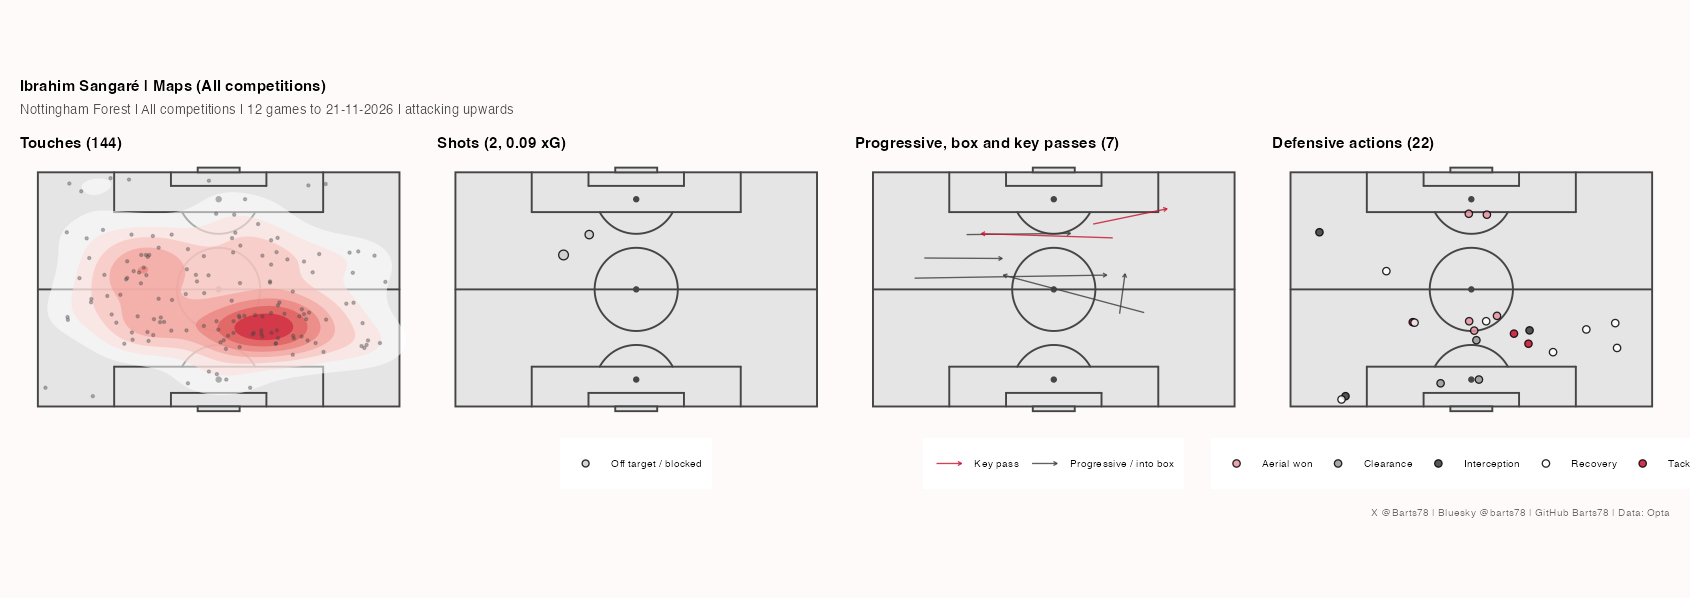 Ibrahim Sangaré | Maps (All competitions)
Nottingham Forest | All competitions | 12 games to 21-11-2026 | attacking upwards
Touches (144)
Shots (2, 0.09 xG)
Progressive, box and key passes (7)
Defensive actions (22)
Off target / blocked
Key pass
Progressive / into box
Aerial won
Clearance
Interception
Recovery
Tack
X @Barts78 | Bluesky @barts78 | GitHub Barts78 | Data: Opta